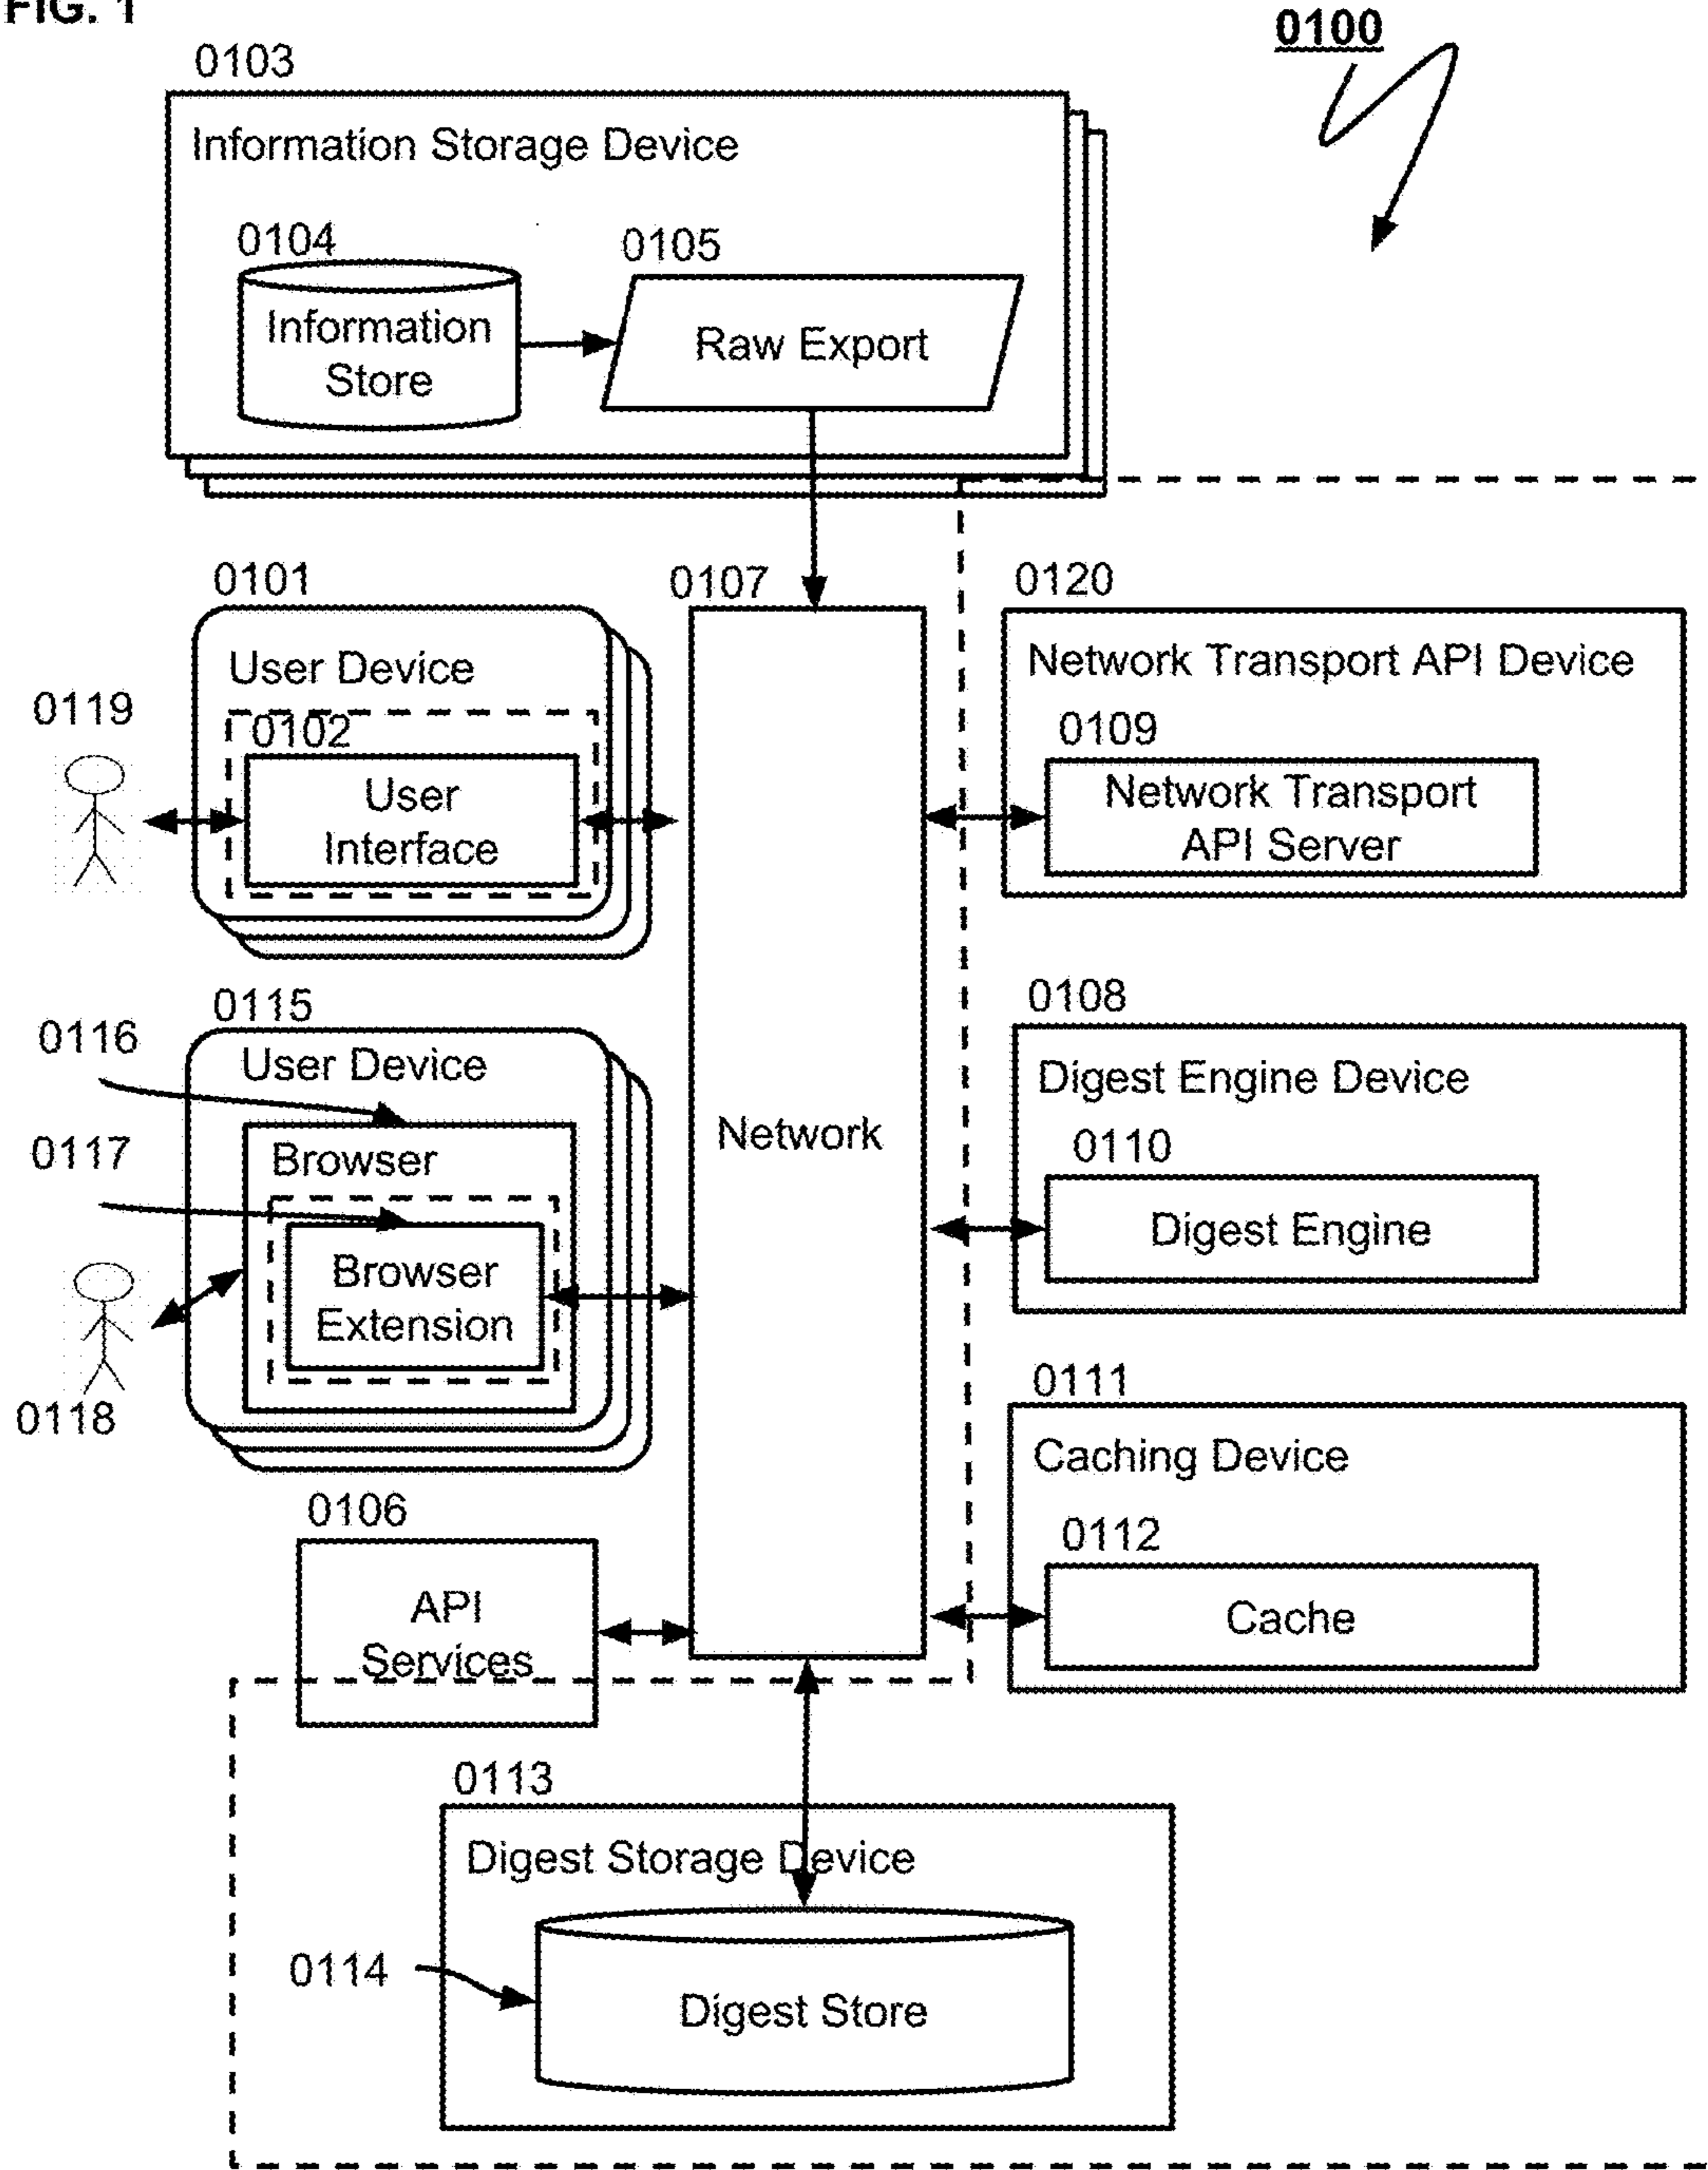 FIG. 1
0100
0103
Information Storage Device
0104
0105
Information
Store
Raw Export
0101
0107
0120
User Device
Network Transport API Device
0119
0102
0109
User
Interface
Network Transport
API Server
0115
0108
0116
User Device
Digest Engine Device
Network
0110
0117
Browser
Digest Engine
Browser
Extension
0118
0111
Caching Device
0106
0112
API
Services
Cache
0113
Digest Storage Device
0114
Digest Store